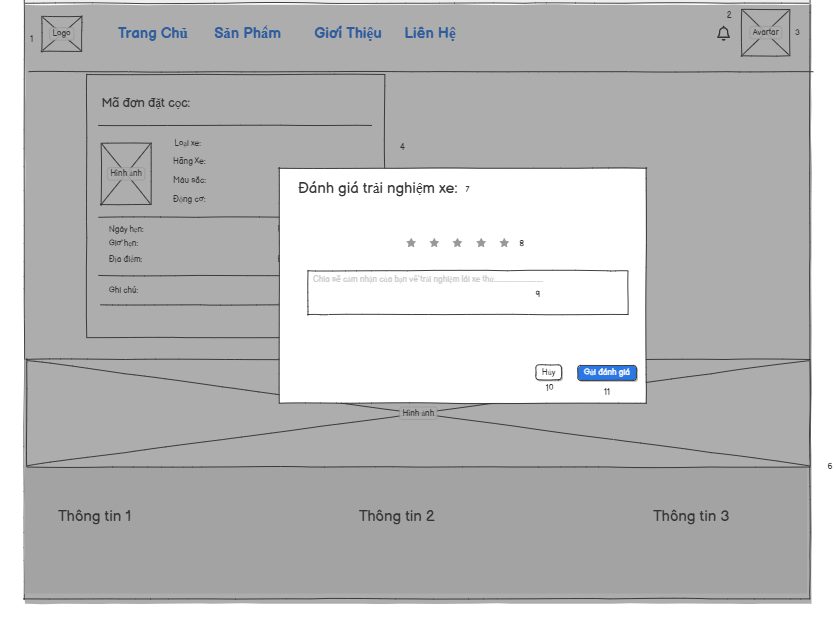 1 Logo Trang Chủ Sản Phẩm Giới Thiệu Liên Hệ 2 Avartar 3
Mã đơn đặt cọc:
Hình ảnh
Loại xe:
4
Hãng Xe:
Màu sắc:
Động cơ:
Ngày hẹn:
Giờ hẹn:
Địa điểm:
Ghi chú:
Đánh giá trải nghiệm xe: 7
8
Chia sẽ cảm nhận của bạn về trải nghiệm lái xe thử
9
Hủy Gửi đánh giá
10 11
Hình ảnh
6
Thông tin 1 Thông tin 2 Thông tin 3